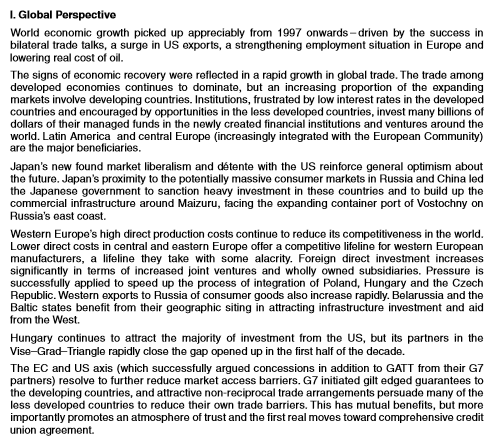 I. Global Perspective
World economic growth picked up appreciably from 1997 onwards–driven by the success in
bilateral trade talks, a surge in US exports, a strengthening employment situation in Europe and
lowering real cost of oil.
The signs of economic recovery were reflected in a rapid growth in global trade. The trade among
developed economies continues to dominate, but an increasing proportion of the expanding
markets involve developing countries. Institutions, frustrated by low interest rates in the developed
countries and encouraged by opportunities in the less developed countries, invest many billions of
dollars of their managed funds in the newly created financial institutions and ventures around the
world. Latin America and central Europe (increasingly integrated with the European Community)
are the major beneficiaries.
Japan's new found market liberalism and détente with the US reinforce general optimism about
the future. Japan's proximity to the potentially massive consumer markets in Russia and China led
the Japanese government to sanction heavy investment in these countries and to build up the
commercial infrastructure around Maizuru, facing the expanding container port of Vostochny on
Russia's east coast.
Western Europe's high direct production costs continue to reduce its competitiveness in the world.
Lower direct costs in central and eastern Europe offer a competitive lifeline for western European
manufacturers, a lifeline they take with some alacrity. Foreign direct investment increases
significantly in terms of increased joint ventures and wholly owned subsidiaries. Pressure is
successfully applied to speed up the process of integration of Poland, Hungary and the Czech
Republic. Western exports to Russia of consumer goods also increase rapidly. Belarussia and the
Baltic states benefit from their geographic siting in attracting infrastructure investment and aid
from the West.
Hungary continues to attract the majority of investment from the US, but its partners in the
Vise–Grad–Triangle rapidly close the gap opened up in the first half of the decade.
The EC and US axis (which successfully argued concessions in addition to GATT from their G7
partners) resolve to further reduce market access barriers. G7 initiated gilt edged guarantees to
the developing countries, and attractive non-reciprocal trade arrangements persuade many of the
less developed countries to reduce their own trade barriers. This has mutual benefits, but more
importantly promotes an atmosphere of trust and the first real moves toward comprehensive credit
union agreement.